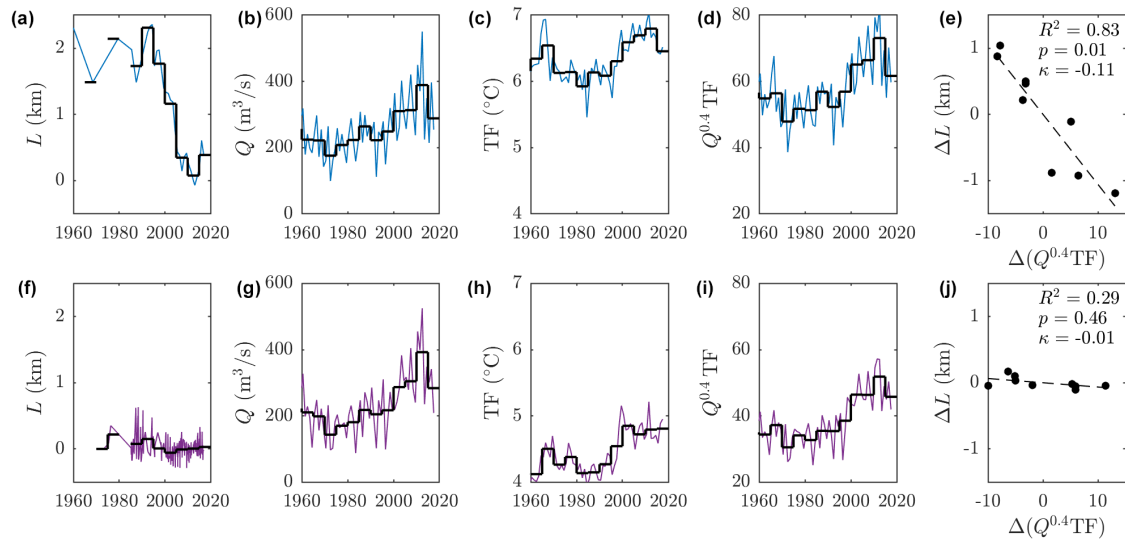 (a)
L (km)
2
1
0
1960 1980 2000 2020
(b)
Q (m³/s)
600
400
200
0
1960 1980 2000 2020
(c)
TF (°C)
7
6
5
4
1960 1980 2000 2020
(d)
Q^0.4 TF
80
60
40
20
1960 1980 2000 2020
(e)
R² = 0.83
p = 0.01
κ = -0.11
ΔL (km)
1
0
-1
-10 0 10
Δ(Q^0.4TF)
(f)
L (km)
2
1
0
1960 1980 2000 2020
(g)
Q (m³/s)
600
400
200
0
1960 1980 2000 2020
(h)
TF (°C)
7
6
5
4
1960 1980 2000 2020
(i)
Q^0.4 TF
80
60
40
20
1960 1980 2000 2020
(j)
R² = 0.29
p = 0.46
κ = -0.01
ΔL (km)
1
0
-1
-10 0 10
Δ(Q^0.4TF)